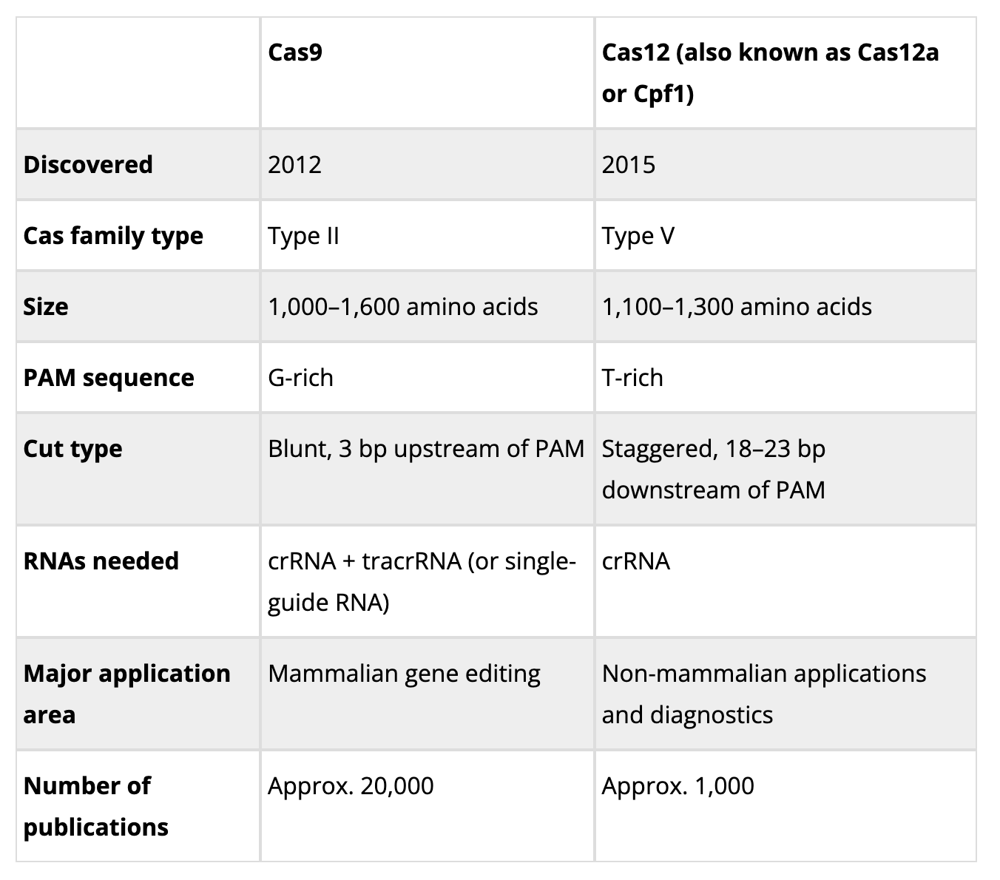 Cas9
Cas12 (also known as Cas12a
or Cpf1)
Discovered
2012
2015
Cas family type
Type II
Type V
Size
1,000–1,600 amino acids
1,100–1,300 amino acids
PAM sequence
G-rich
T-rich
Cut type
Blunt, 3 bp upstream of PAM
Staggered, 18–23 bp
downstream of PAM
RNAs needed
crRNA + tracrRNA (or single-
guide RNA)
crRNA
Major application
area
Mammalian gene editing
Non-mammalian applications
and diagnostics
Number of
publications
Approx. 20,000
Approx. 1,000